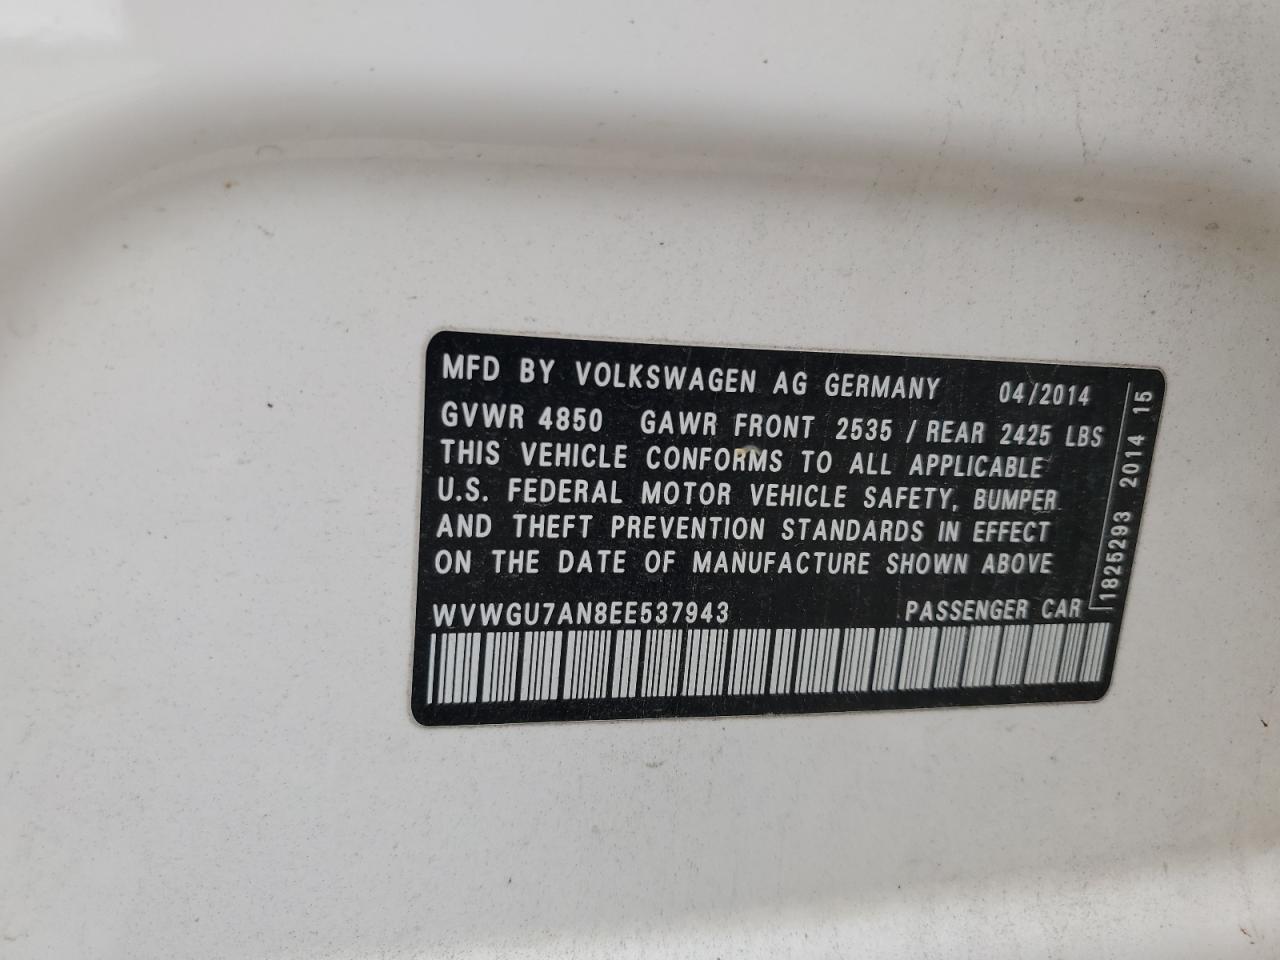 MFD BY VOLKSWAGEN AG GERMANY 04/2014
GVWR 4850 GAWR FRONT 2535 / REAR 2425 LBS
THIS VEHICLE CONFORMS TO ALL APPLICABLE
U.S. FEDERAL MOTOR VEHICLE SAFETY, BUMPER
AND THEFT PREVENTION STANDARDS IN EFFECT
ON THE DATE OF MANUFACTURE SHOWN ABOVE
WVWGU7AN8EE537943 PASSENGER CAR
1825293 2014 15